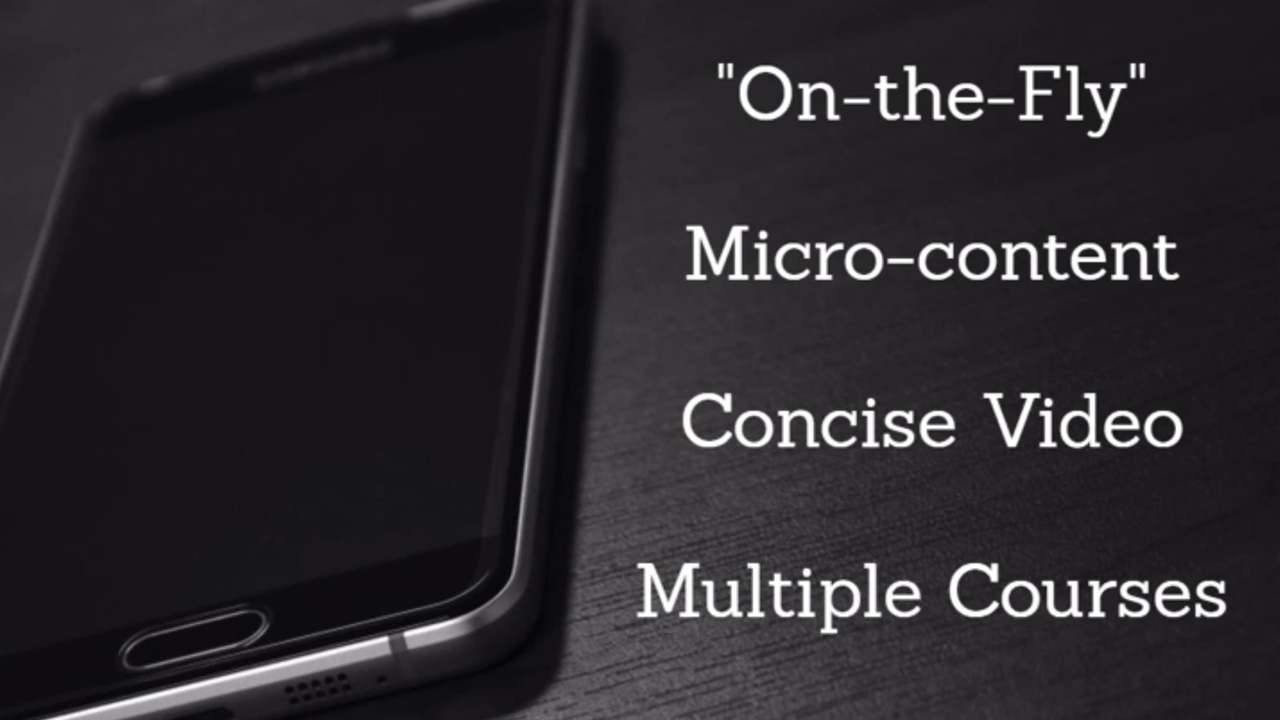 "On-the-Fly"
Micro-content
Concise Video
Multiple Courses